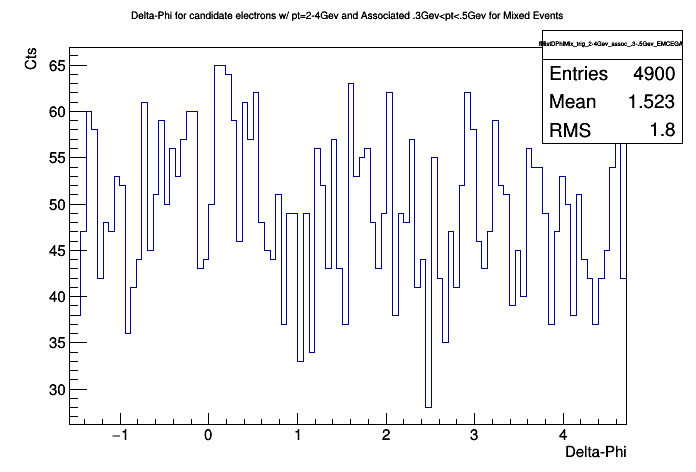 Delta-Phi for candidate electrons w/ pt=2-4Gev and Associated .3Gev<pt<.5Gev for Mixed Events
Cts
65
60
55
50
45
40
35
30
Entries 4900
Mean 1.523
RMS 1.8
−1 0 1 2 3 4
Delta-Phi